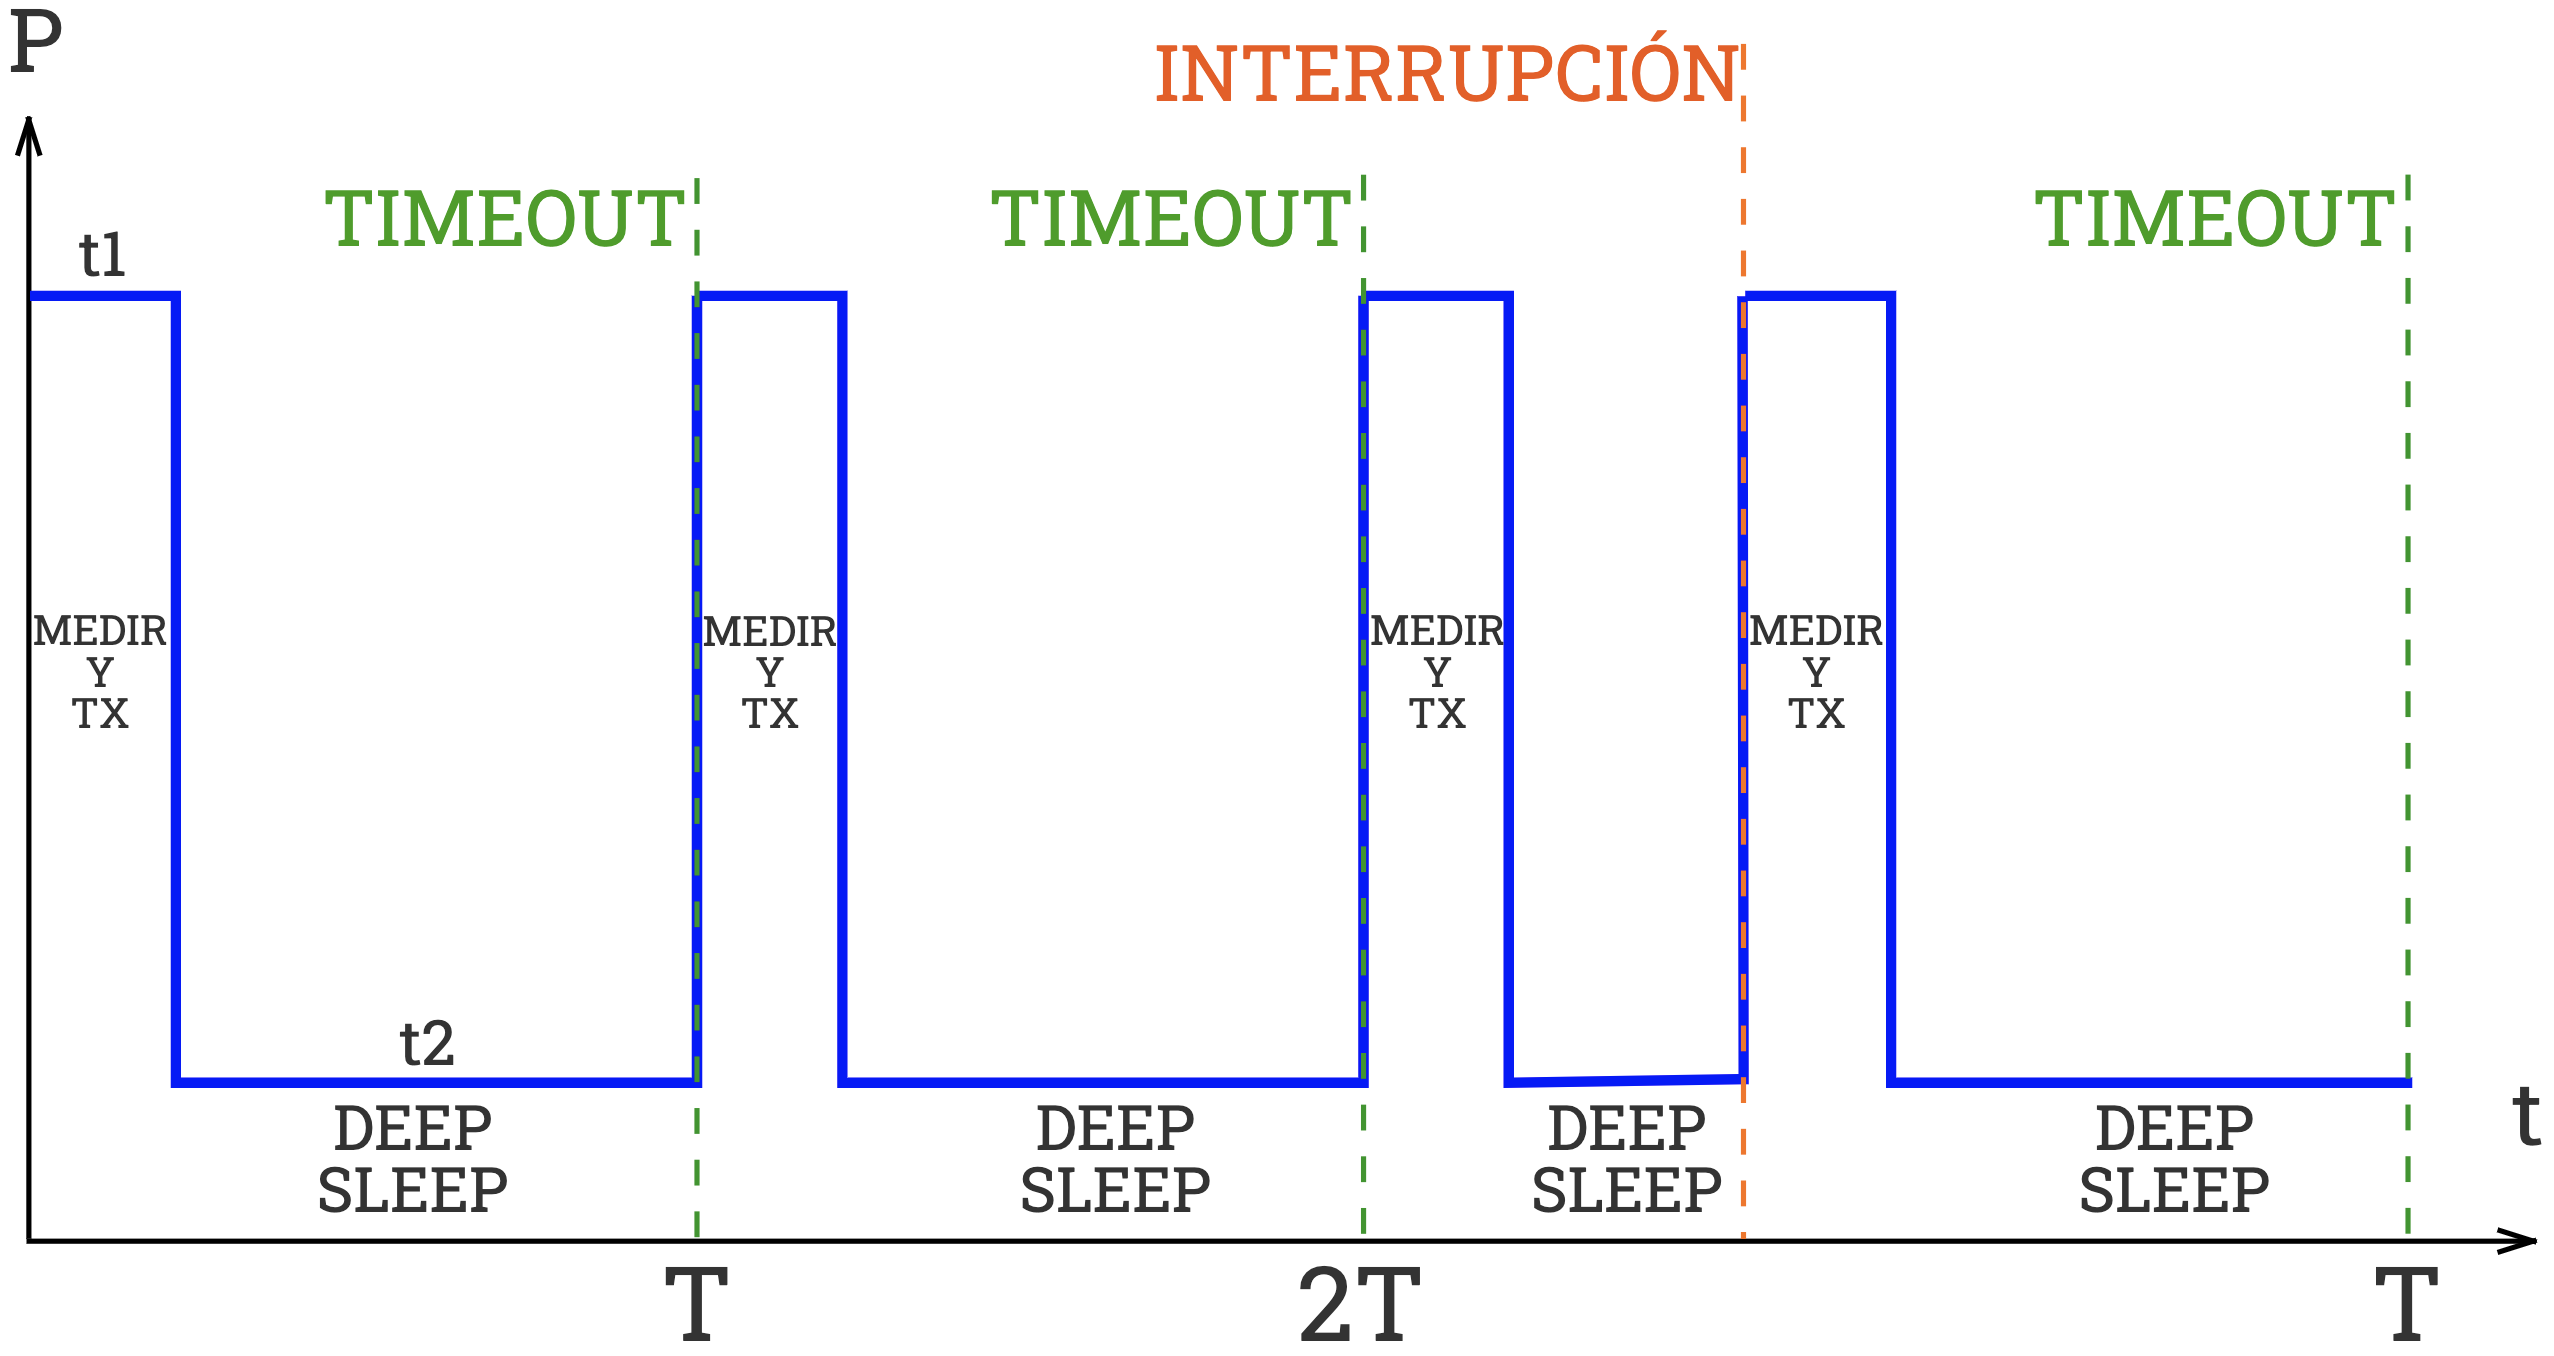 P
INTERRUPCIÓN
TIMEOUT
TIMEOUT
TIMEOUT
t1
MEDIR
Y
TX
MEDIR
Y
TX
MEDIR
Y
TX
MEDIR
Y
TX
t2
DEEP
SLEEP
DEEP
SLEEP
DEEP
SLEEP
DEEP
SLEEP
t
T
2T
T